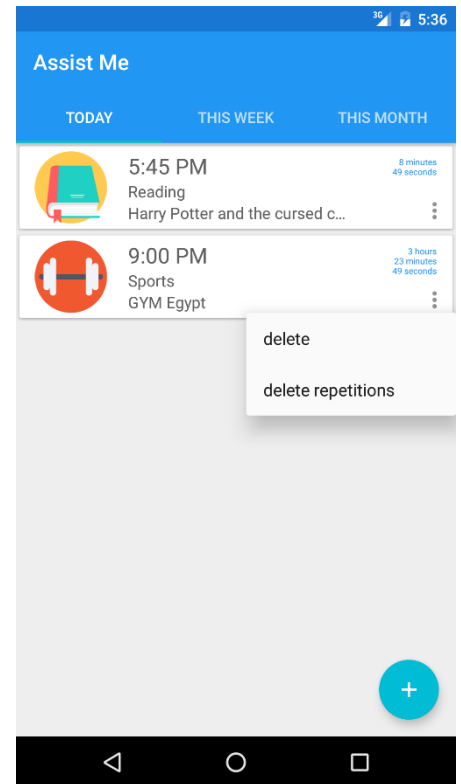 3G 5:36
Assist Me
TODAY THIS WEEK THIS MONTH
5:45 PM
8 minutes
49 seconds
Reading
Harry Potter and the cursed c...
9:00 PM
3 hours
23 minutes
49 seconds
Sports
GYM Egypt
delete
delete repetitions
+